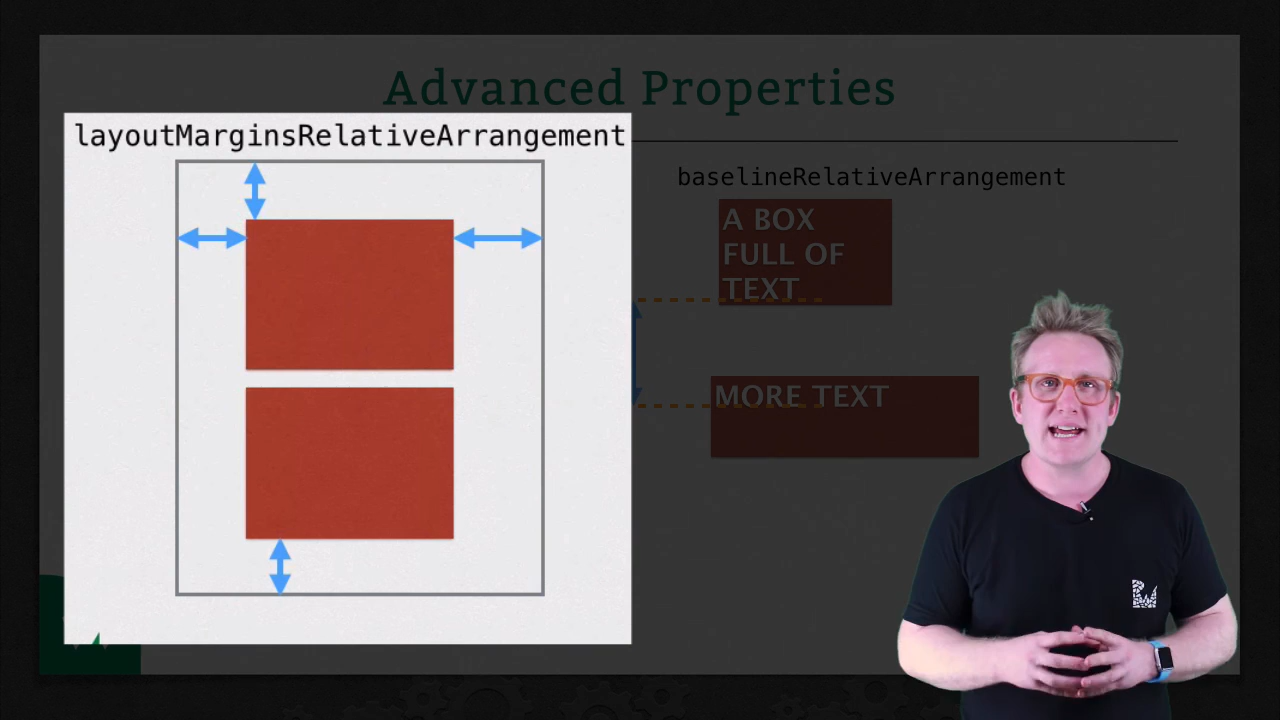 Advanced Properties
layoutMarginsRelativeArrangement
baselineRelativeArrangement
A BOX
FULL OF
TEXT
MORE TEXT